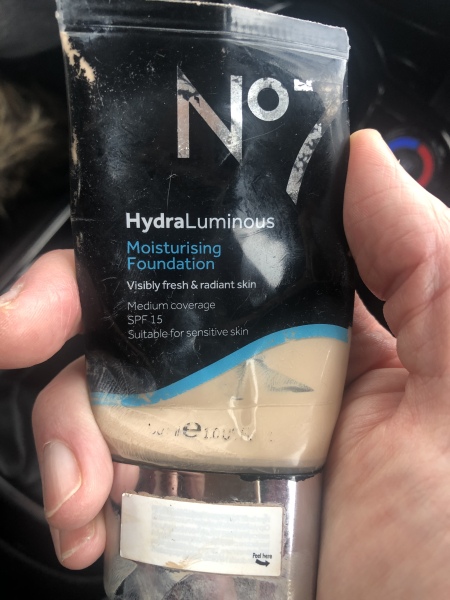 No7
HydraLuminous
Moisturising
Foundation
Visibly fresh & radiant skin
Medium coverage
SPF 15
Suitable for sensitive skin
Peel here